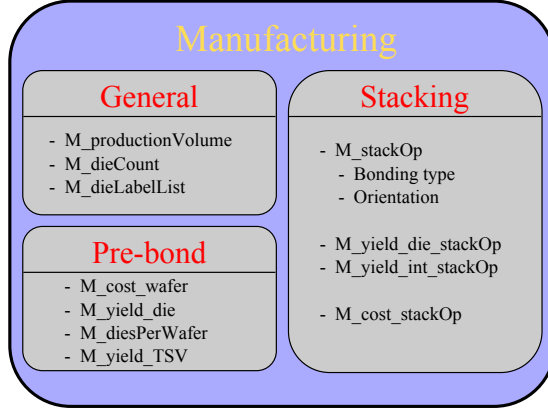 Manufacturing
General
- M_productionVolume
- M_dieCount
- M_dieLabelList
Pre-bond
- M_cost_wafer
- M_yield_die
- M_diesPerWafer
- M_yield_TSV
Stacking
- M_stackOp
- Bonding type
- Orientation
- M_yield_die_stackOp
- M_yield_int_stackOp
- M_cost_stackOp